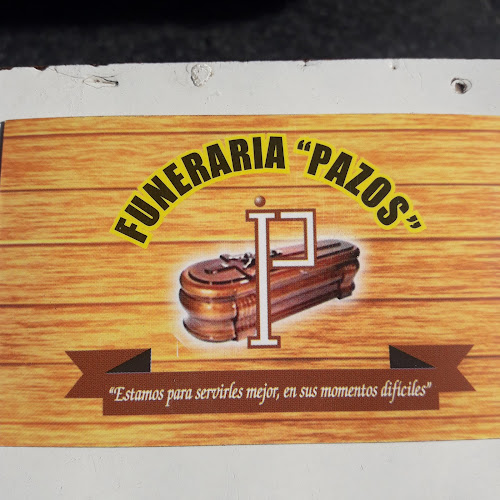 FUNERARIA "PAZOS"
P
"Estamos para servirles mejor, en sus momentos difíciles"